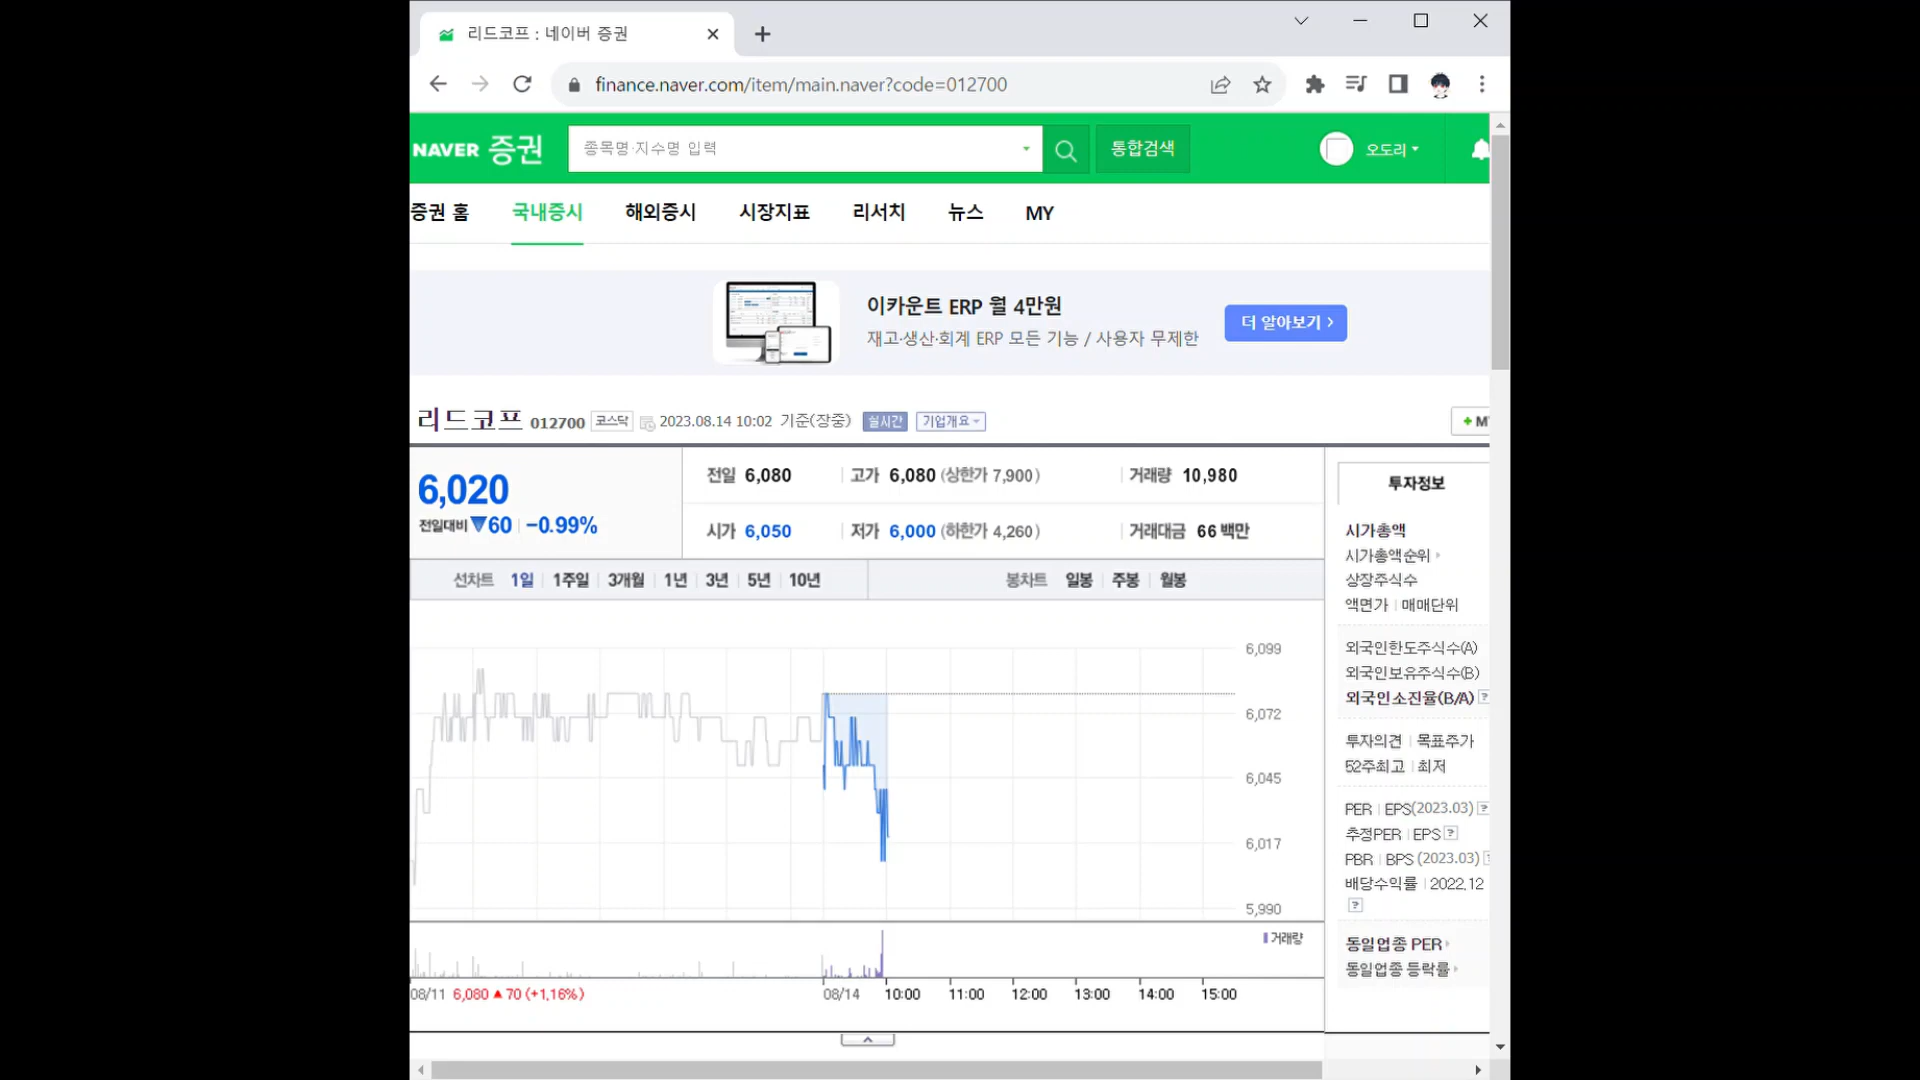 리드코프 : 네이버 증권
finance.naver.com/item/main.naver?code=012700
NAVER 증권
종목명·지수명 입력
통합검색
오도리
증권 홈 국내증시 해외증시 시장지표 리서치 뉴스 MY
이카운트 ERP 월 4만원
재고·생산·회계 ERP 모든 기능 / 사용자 무제한
더 알아보기 >
리드코프 012700 코스닥 2023.08.14 10:02 기준(장중) 실시간 기업개요
+ M
6,020
전일대비 ▼60 -0.99%
전일 6,080 고가 6,080 (상한가 7,900) 거래량 10,980
시가 6,050 저가 6,000 (하한가 4,260) 거래대금 66 백만
선차트 1일 1주일 3개월 1년 3년 5년 10년 봉차트 일봉 주봉 월봉
6,099
6,072
6,045
6,017
5,990
거래량
08/11 6,080 ▲70 (+1.16%) 08/14 10:00 11:00 12:00 13:00 14:00 15:00
투자정보
시가총액
시가총액순위
상장주식수
액면가 | 매매단위
외국인한도주식수(A)
외국인보유주식수(B)
외국인소진율(B/A) ?
투자의견 | 목표주가
52주최고 | 최저
PER | EPS(2023.03) ?
추정PER | EPS ?
PBR | BPS (2023.03) ?
배당수익률 | 2022.12
?
동일업종 PER
동일업종 등락률